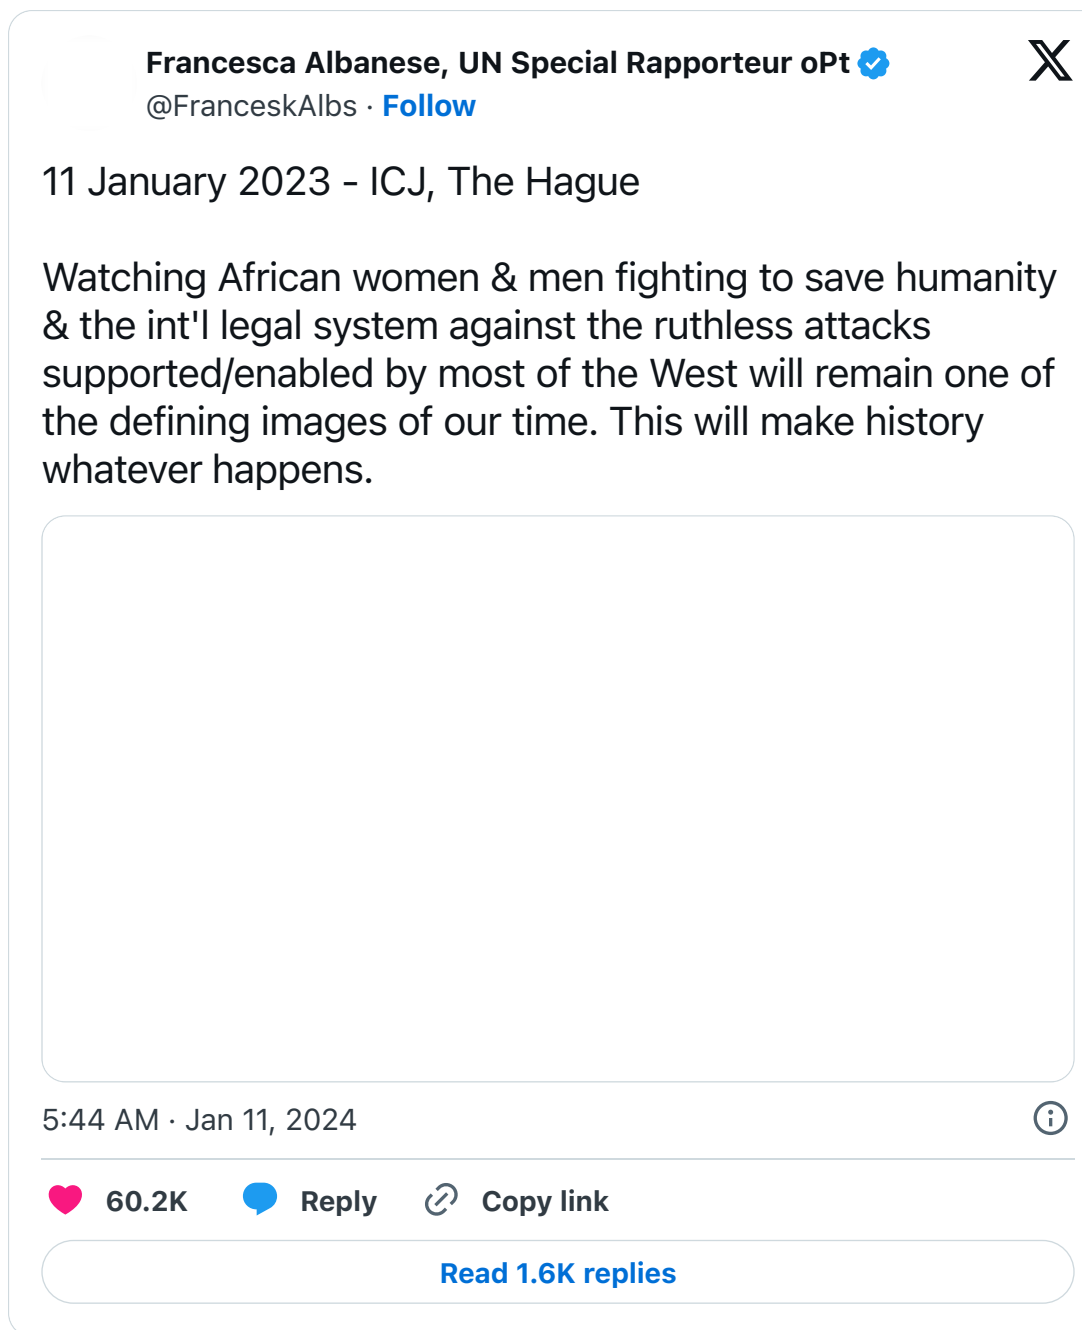 Francesca Albanese, UN Special Rapporteur oPt
@FranceskAlbs · Follow
11 January 2023 - ICJ, The Hague
Watching African women & men fighting to save humanity
& the int'l legal system against the ruthless attacks
supported/enabled by most of the West will remain one of
the defining images of our time. This will make history
whatever happens.
5:44 AM · Jan 11, 2024
60.2K Reply Copy link
Read 1.6K replies